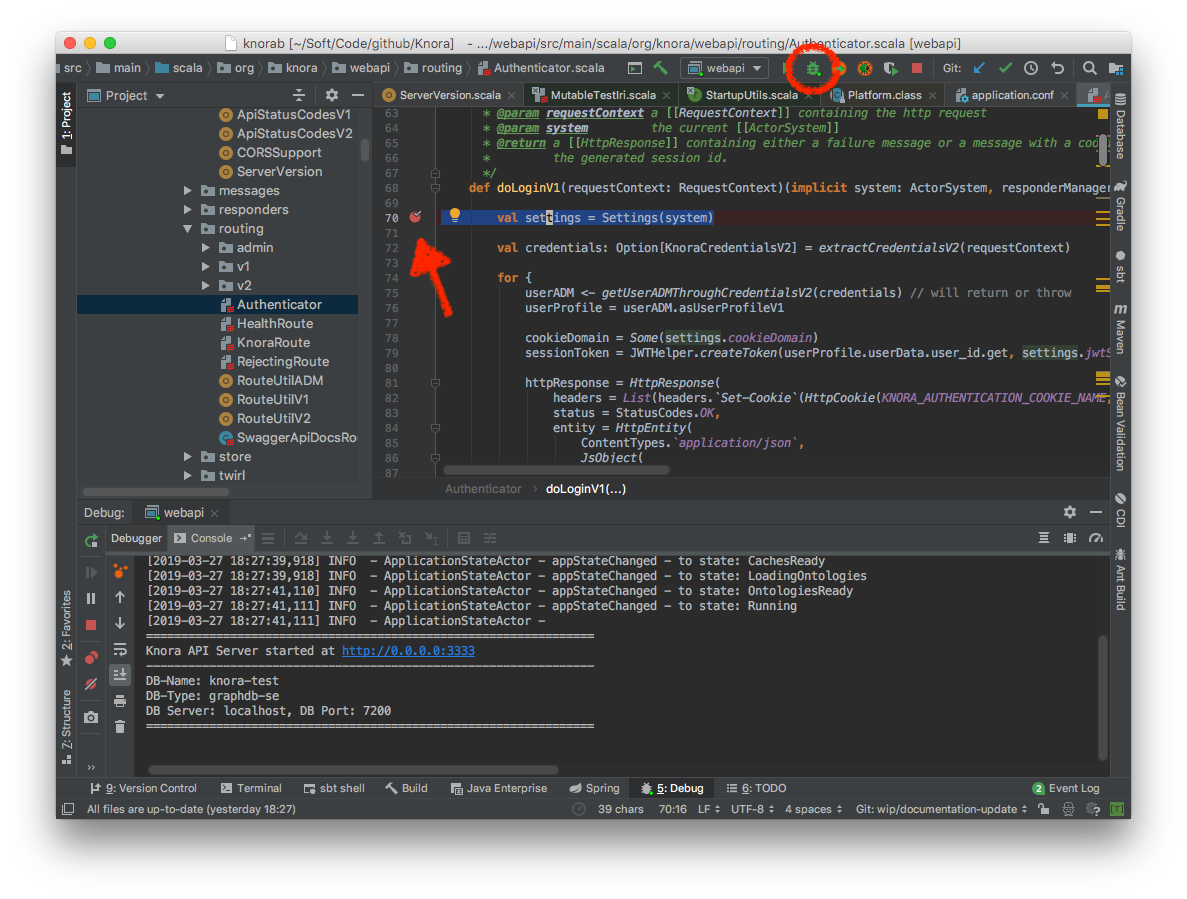 knorab [~/Soft/Code/github/Knora] - .../webapi/src/main/scala/org/knora/webapi/routing/Authenticator.scala [webapi]
src main scala org knora webapi routing Authenticator.scala webapi Git:
1: Project
Project
ApiStatusCodesV1
ApiStatusCodesV2
CORSSupport
ServerVersion
messages
responders
routing
admin
v1
v2
Authenticator
HealthRoute
KnoraRoute
RejectingRoute
RouteUtilADM
RouteUtilV1
RouteUtilV2
SwaggerApiDocsRo
store
twirl
ServerVersion.scala MutableTestIri.scala StartupUtils.scala Platform.class application.conf
63 * @param requestContext a [[RequestContext]] containing the http request
64 * @param system the current [[ActorSystem]]
65 * @return a [[HttpResponse]] containing either a failure message or a message with a coo
66 * the generated session id.
67 */
68 def doLoginV1(requestContext: RequestContext)(implicit system: ActorSystem, responderManager
69
70 val settings = Settings(system)
71
72 val credentials: Option[KnoraCredentialsV2] = extractCredentialsV2(requestContext)
73
74 for {
75 userADM <- getUserADMThroughCredentialsV2(credentials) // will return or throw
76 userProfile = userADM.asUserProfileV1
77
78 cookieDomain = Some(settings.cookieDomain)
79 sessionToken = JWTHelper.createToken(userProfile.userData.user_id.get, settings.jwtS
80
81 httpResponse = HttpResponse(
82 headers = List(headers.`Set-Cookie`(HttpCookie(KNORA_AUTHENTICATION_COOKIE_NAME,
83 status = StatusCodes.OK,
84 entity = HttpEntity(
85 ContentTypes.`application/json`,
86 JsObject(
87
Authenticator doLoginV1(...)
Database
Gradle
sbt
Maven
Bean Validation
CDI
Ant Build
Debug: webapi
Debugger Console
[2019-03-27 18:27:39,918] INFO - ApplicationStateActor - appStateChanged - to state: CachesReady
[2019-03-27 18:27:39,918] INFO - ApplicationStateActor - appStateChanged - to state: LoadingOntologies
[2019-03-27 18:27:41,110] INFO - ApplicationStateActor - appStateChanged - to state: OntologiesReady
[2019-03-27 18:27:41,111] INFO - ApplicationStateActor - appStateChanged - to state: Running
[2019-03-27 18:27:41,111] INFO - ApplicationStateActor -
================================================================
Knora API Server started at http://0.0.0.0:3333
----------------------------------------------------------------
DB-Name: knora-test
DB-Type: graphdb-se
DB Server: localhost, DB Port: 7200
================================================================
2: Favorites
Z: Structure
9: Version Control Terminal sbt shell Build Java Enterprise Spring 5: Debug 6: TODO 2 Event Log
All files are up-to-date (yesterday 18:27) 39 chars 70:16 LF UTF-8 4 spaces Git: wip/documentation-update